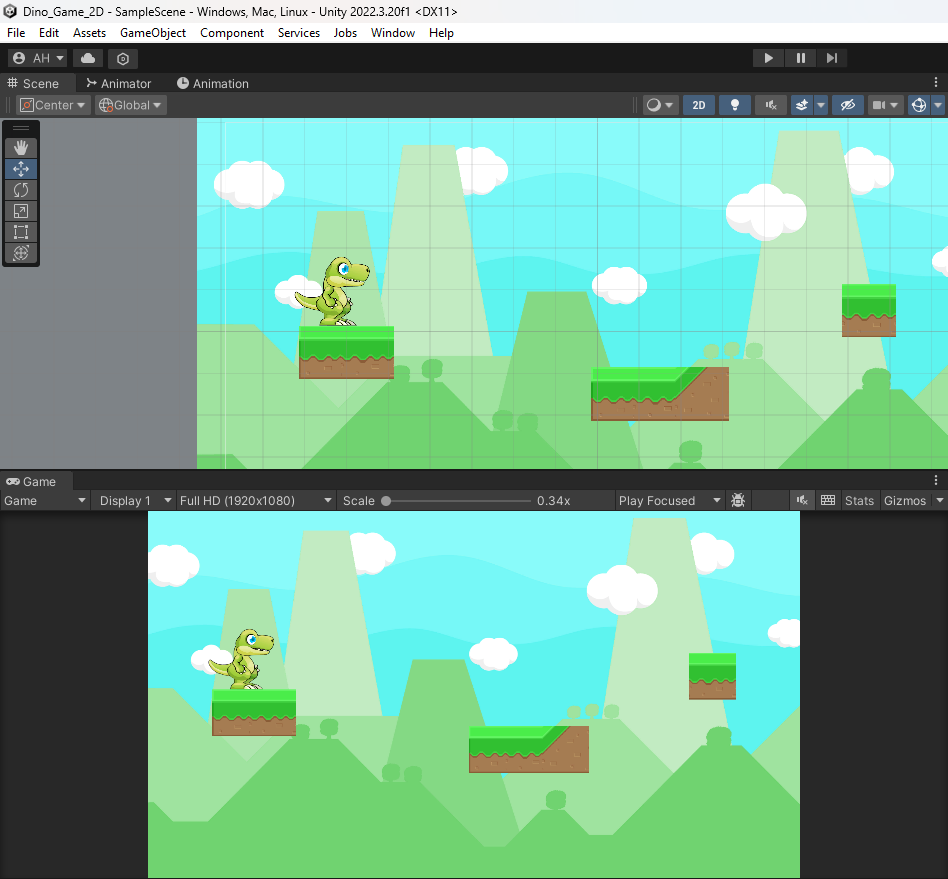 Dino_Game_2D - SampleScene - Windows, Mac, Linux - Unity 2022.3.20f1 <DX11>
File Edit Assets GameObject Component Services Jobs Window Help
AH
Scene Animator Animation
Center Global 2D
Game
Game Display 1 Full HD (1920x1080) Scale 0.34x Play Focused Stats Gizmos